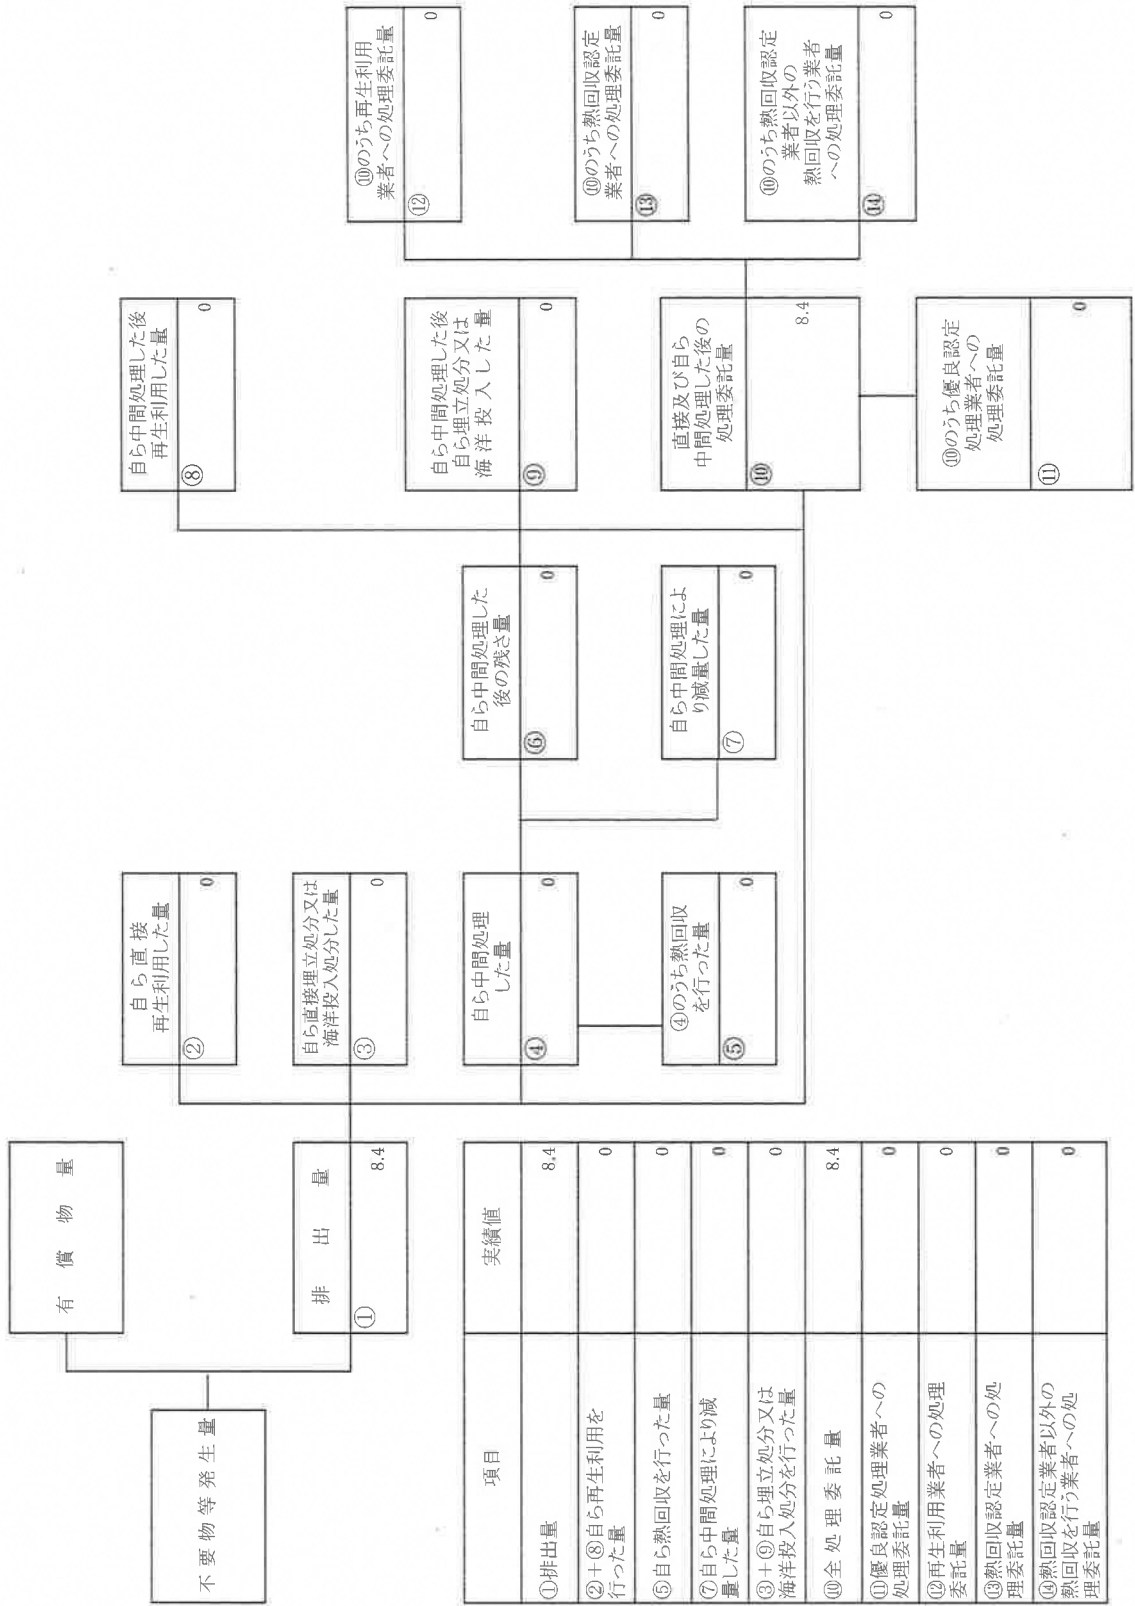 不要物等発生量
有償物量
排出量
①
8.4
自ら直接
再生利用した量
②
0
自ら直接埋立処分又は
海洋投入処分した量
③
0
自ら中間処理
した量
④
0
④のうち熱回収
を行った量
⑤
0
自ら中間処理した
後の残さ量
⑥
0
自ら中間処理によ
り減量した量
⑦
0
自ら中間処理した後
再生利用した量
⑧
0
自ら中間処理した後
自ら埋立処分又は
海洋投入した量
⑨
0
直接及び自ら
中間処理した後の
処理委託量
⑩
8.4
⑩のうち優良認定
処理業者への
処理委託量
⑪
0
⑩のうち再生利用
業者への処理委託量
⑫
0
⑩のうち熱回収認定
業者への処理委託量
⑬
0
⑩のうち熱回収認定
業者以外の
熱回収を行う業者
への処理委託量
⑭
0
項目 実績値
①排出量 8.4
②+⑧自ら再生利用を
行った量 0
⑤自ら熱回収を行った量 0
⑦自ら中間処理により減
量した量 0
③+⑨自ら埋立処分又は
海洋投入処分を行った量 0
⑩全処理委託量 8.4
⑪優良認定処理業者への
処理委託量 0
⑫再生利用業者への処理
委託量 0
⑬熱回収認定業者への処
理委託量 0
⑭熱回収認定業者以外の
熱回収を行う業者への処
理委託量 0